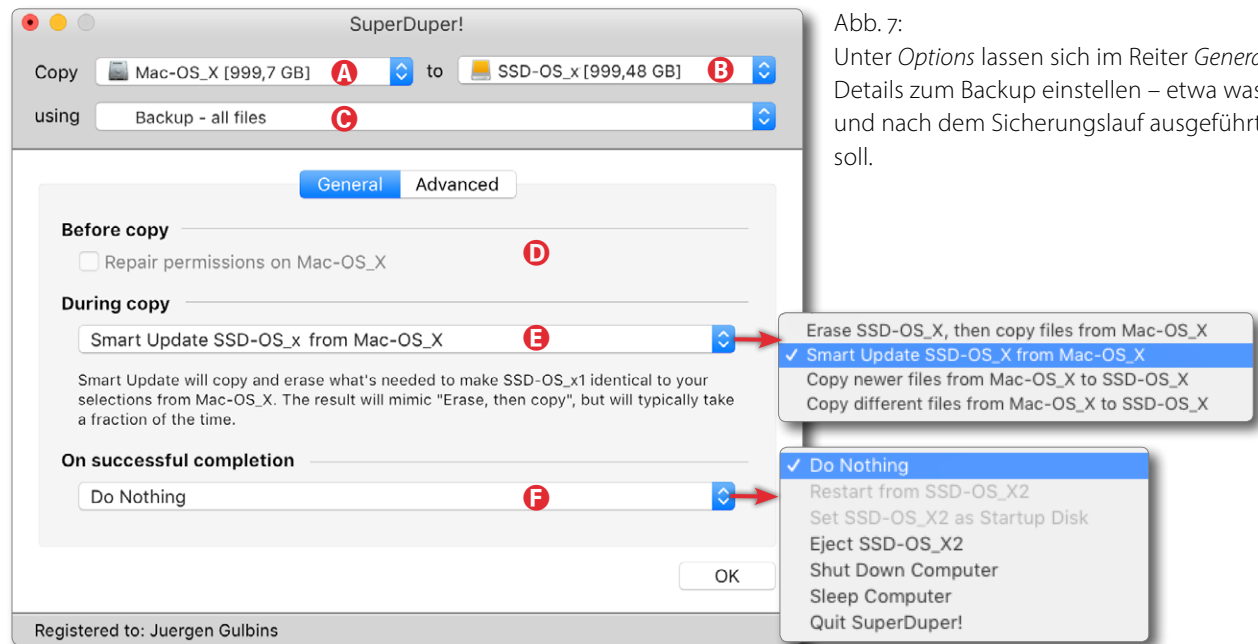 SuperDuper!
Copy Mac-OS_X [999,7 GB] A to SSD-OS_x [999,48 GB] B
using Backup - all files C
General Advanced
Before copy
Repair permissions on Mac-OS_X D
During copy
Smart Update SSD-OS_x from Mac-OS_X E
Smart Update will copy and erase what's needed to make SSD-OS_x1 identical to your
selections from Mac-OS_X. The result will mimic "Erase, then copy", but will typically take
a fraction of the time.
On successful completion
Do Nothing F
OK
Registered to: Juergen Gulbins
Erase SSD-OS_X, then copy files from Mac-OS_X
✓ Smart Update SSD-OS_X from Mac-OS_X
Copy newer files from Mac-OS_X to SSD-OS_X
Copy different files from Mac-OS_X to SSD-OS_X
✓ Do Nothing
Restart from SSD-OS_X2
Set SSD-OS_X2 as Startup Disk
Eject SSD-OS_X2
Shut Down Computer
Sleep Computer
Quit SuperDuper!
Abb. 7:
Unter Options lassen sich im Reiter Genera
Details zum Backup einstellen – etwa was
und nach dem Sicherungslauf ausgeführt
soll.